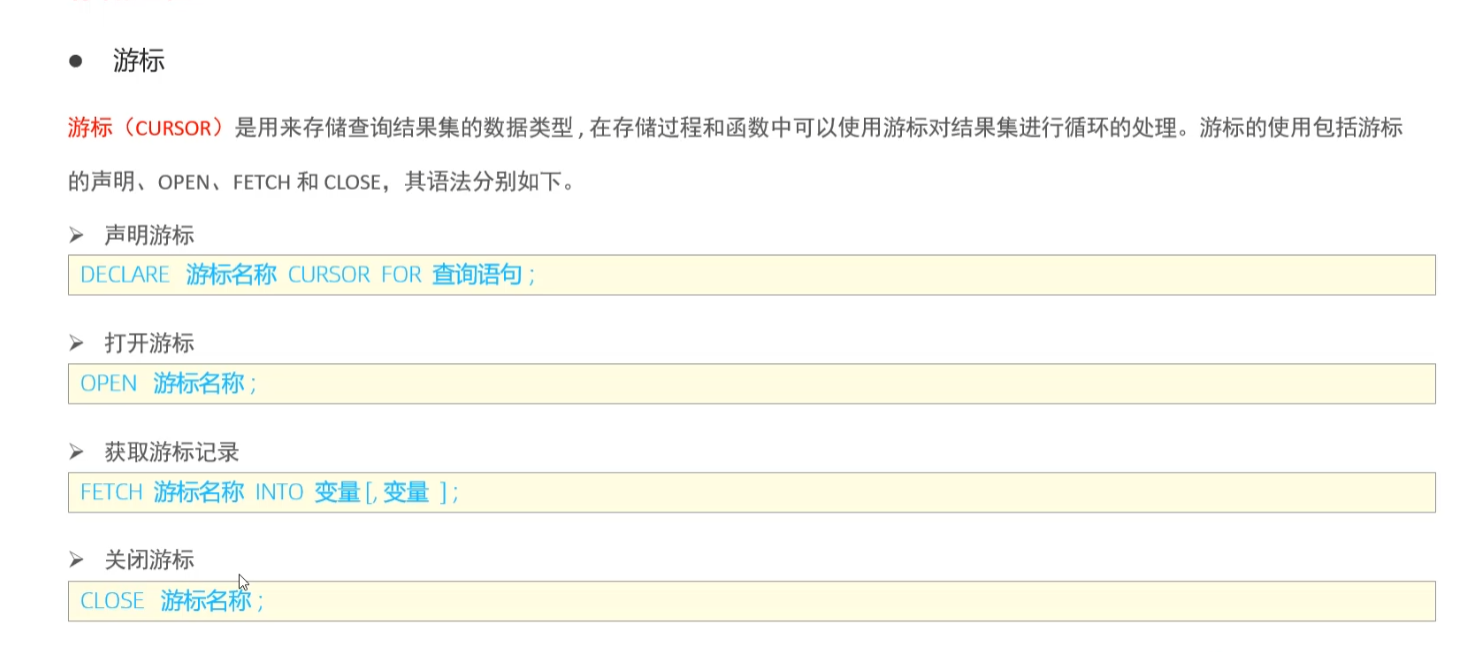 ● 游标
游标（CURSOR）是用来存储查询结果集的数据类型 , 在存储过程和函数中可以使用游标对结果集进行循环的处理。游标的使用包括游标
的声明、OPEN、FETCH 和 CLOSE，其语法分别如下。
➢ 声明游标
DECLARE 游标名称 CURSOR FOR 查询语句 ;
➢ 打开游标
OPEN 游标名称 ;
➢ 获取游标记录
FETCH 游标名称 INTO 变量 [, 变量 ] ;
➢ 关闭游标
CLOSE 游标名称 ;